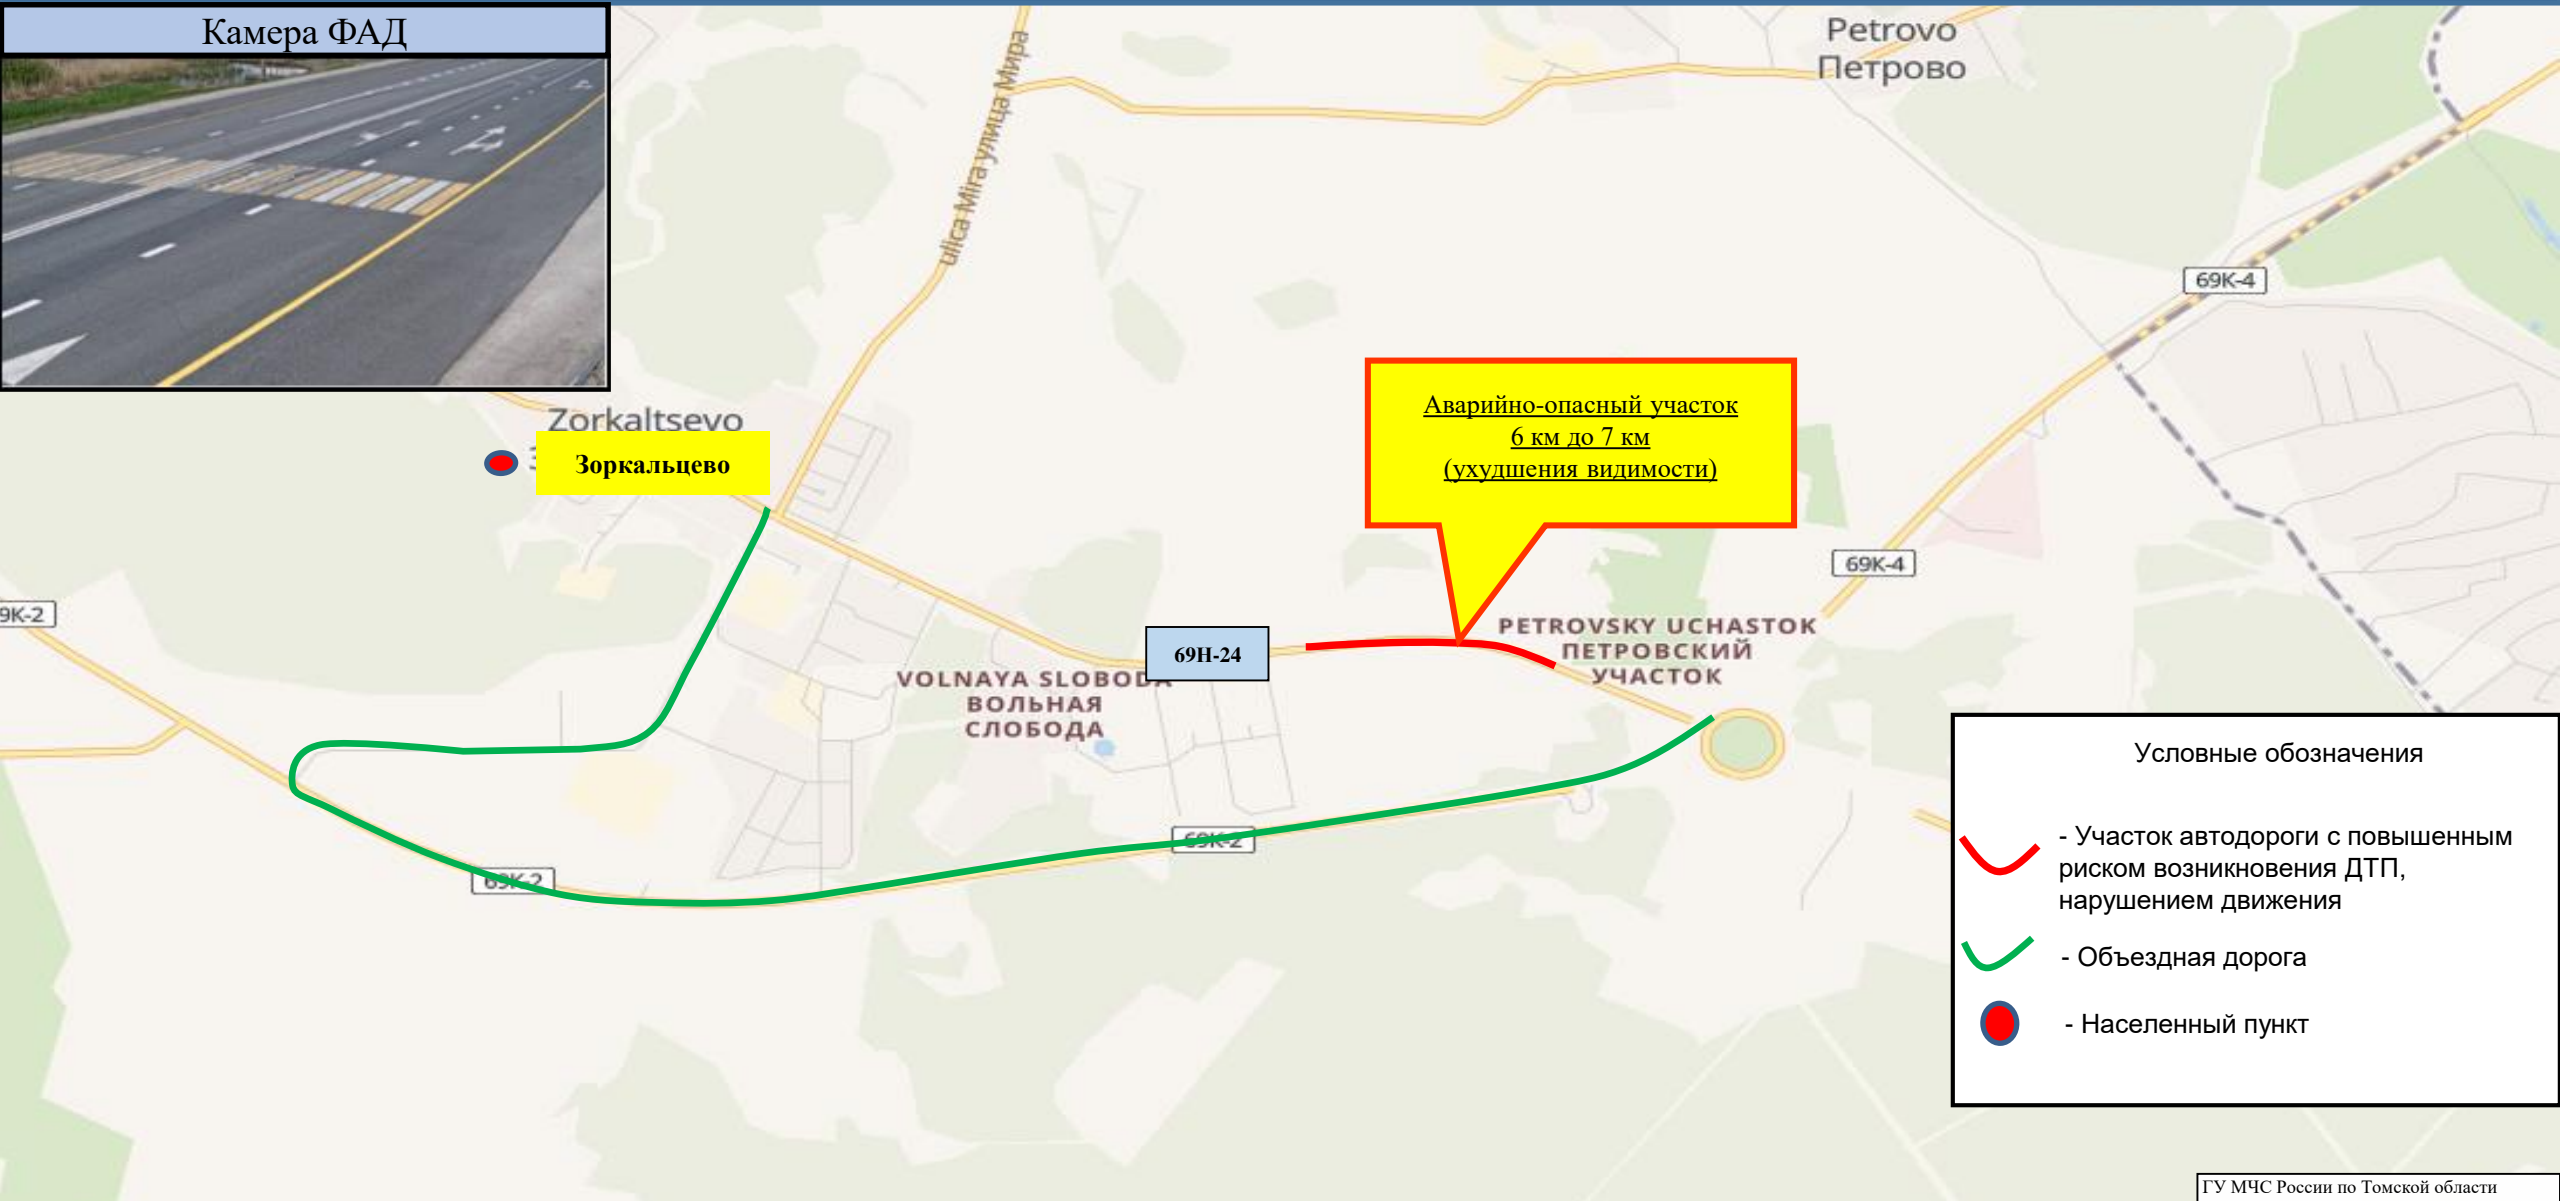 Камера ФАД
Petrovo
Петрово
ulica Mira улица Мира
69К-4
Zorkaltsevo
Зоркальцево
Аварийно-опасный участок
6 км до 7 км
(ухудшения видимости)
69К-4
9К-2
69Н-24
PETROVSKY UCHASTOK
ПЕТРОВСКИЙ
УЧАСТОК
VOLNAYA SLOBODA
ВОЛЬНАЯ
СЛОБОДА
69К-2
69К-2
Условные обозначения
- Участок автодороги с повышенным
риском возникновения ДТП,
нарушением движения
- Объездная дорога
- Населенный пункт
ГУ МЧС России по Томской области